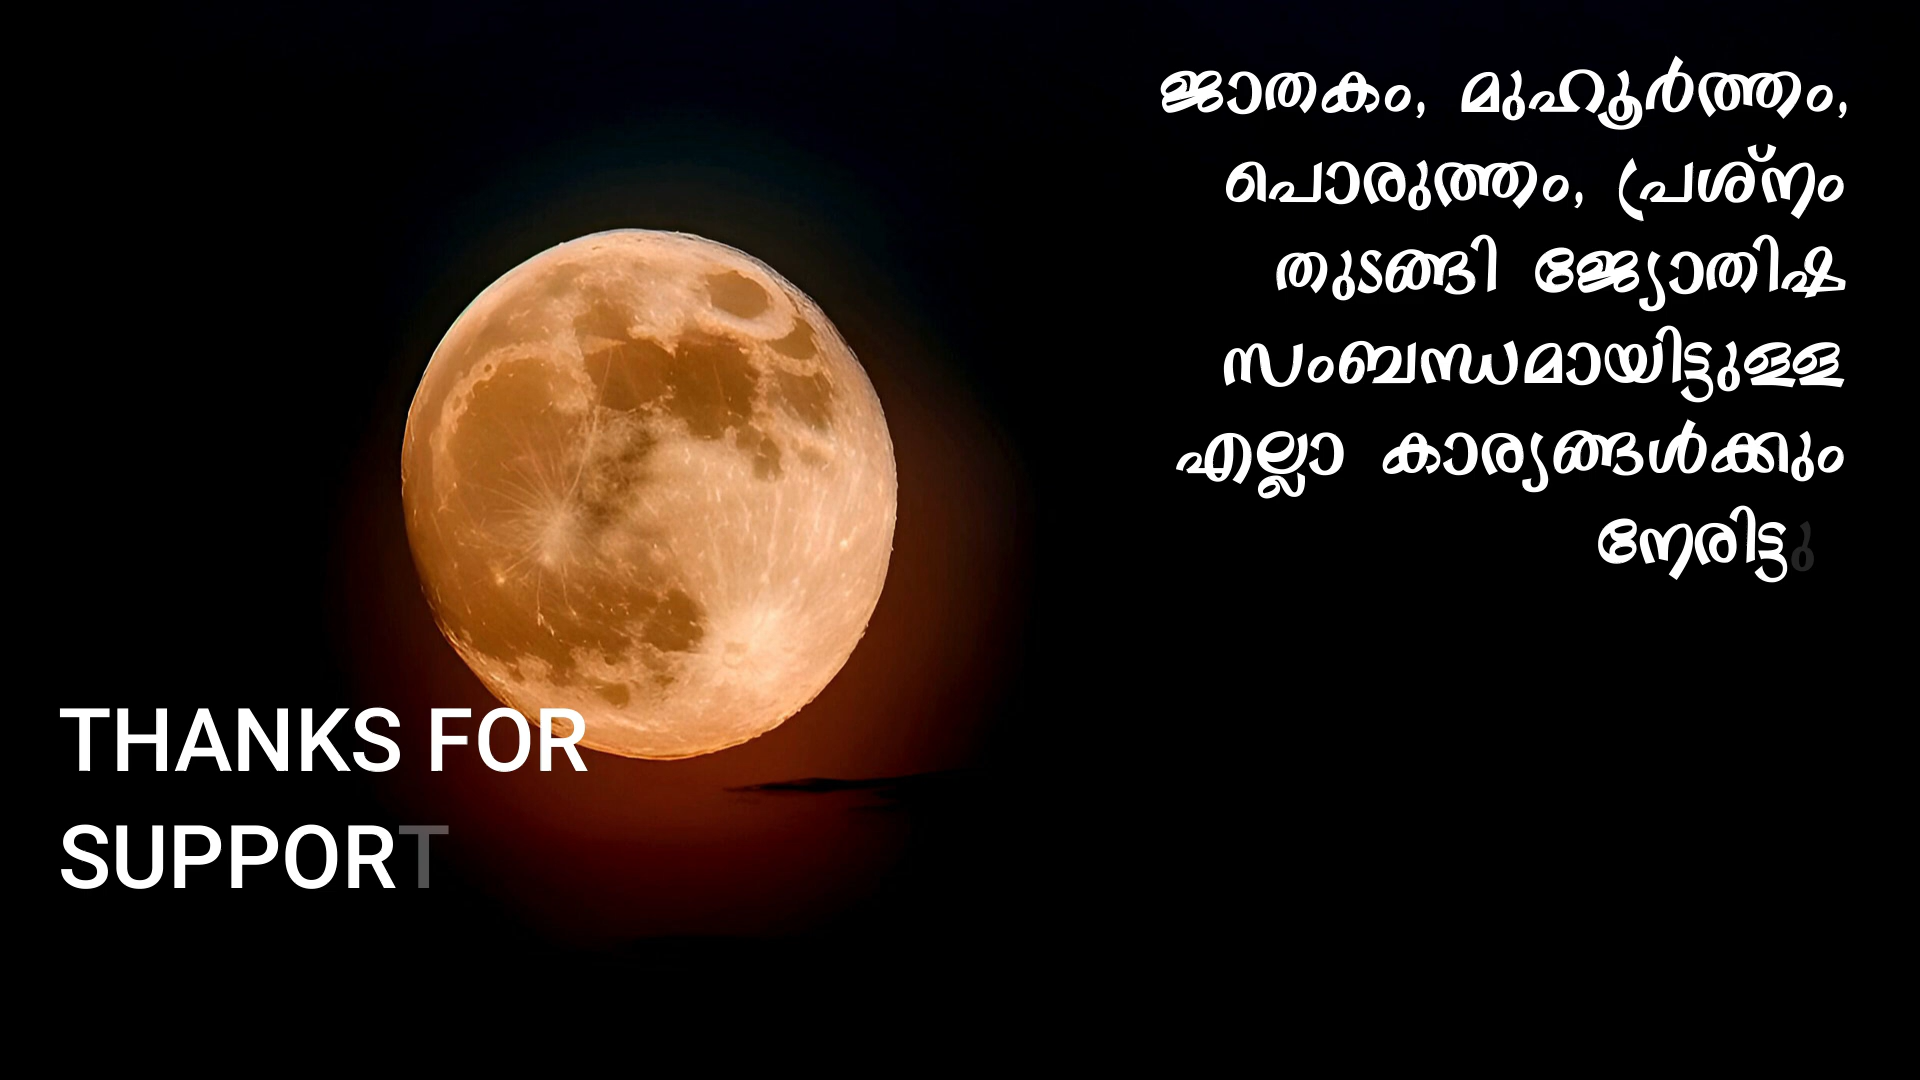 ജാതകം, മുഹൂർത്തം,
പൊരുത്തം, പ്രശ്നം
തുടങ്ങി ജ്യോതിഷ
സംബന്ധമായിട്ടുള്ള
എല്ലാ കാര്യങ്ങൾക്കും
നേരിട്ടു
THANKS FOR
SUPPORT